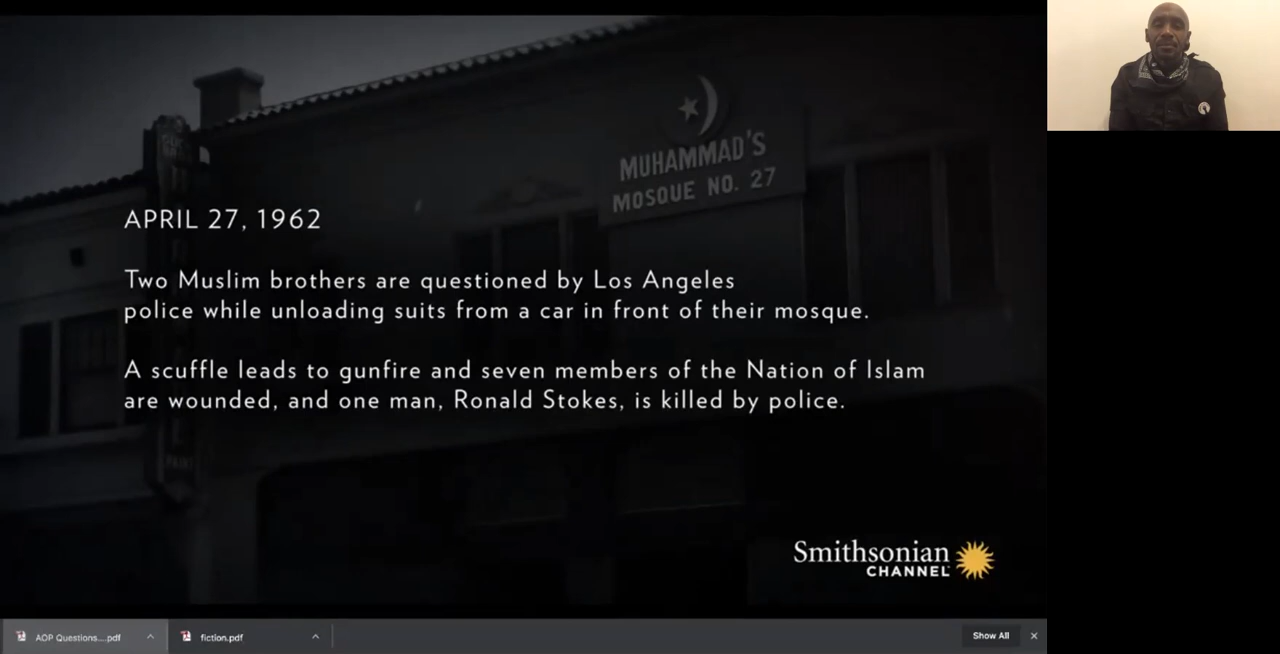 MUHAMMAD'S
MOSQUE NO. 27
APRIL 27, 1962
Two Muslim brothers are questioned by Los Angeles
police while unloading suits from a car in front of their mosque.
A scuffle leads to gunfire and seven members of the Nation of Islam
are wounded, and one man, Ronald Stokes, is killed by police.
Smithsonian
CHANNEL
AOP Questions....pdf
fiction.pdf
Show All